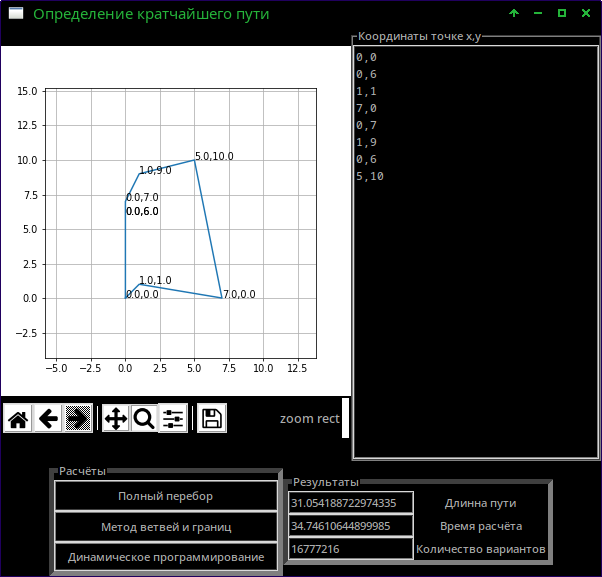 Определение кратчайшего пути
Координаты точке x,y
0,0
0,6
1,1
7,0
0,7
1,9
0,6
5,10
15.0
12.5
10.0
7.5
5.0
2.5
0.0
−2.5
−5.0
−2.5
0.0
2.5
5.0
7.5
10.0
12.5
5.0,10.0
1.0,9.0
0.0,7.0
0.0,6.0
1.0,1.0
0.0,0.0
7.0,0.0
zoom rect
Расчёты
Полный перебор
Метод ветвей и границ
Динамическое программирование
Результаты
31.054188722974335 Длинна пути
34.74610644899985 Время расчёта
16777216 Количество вариантов